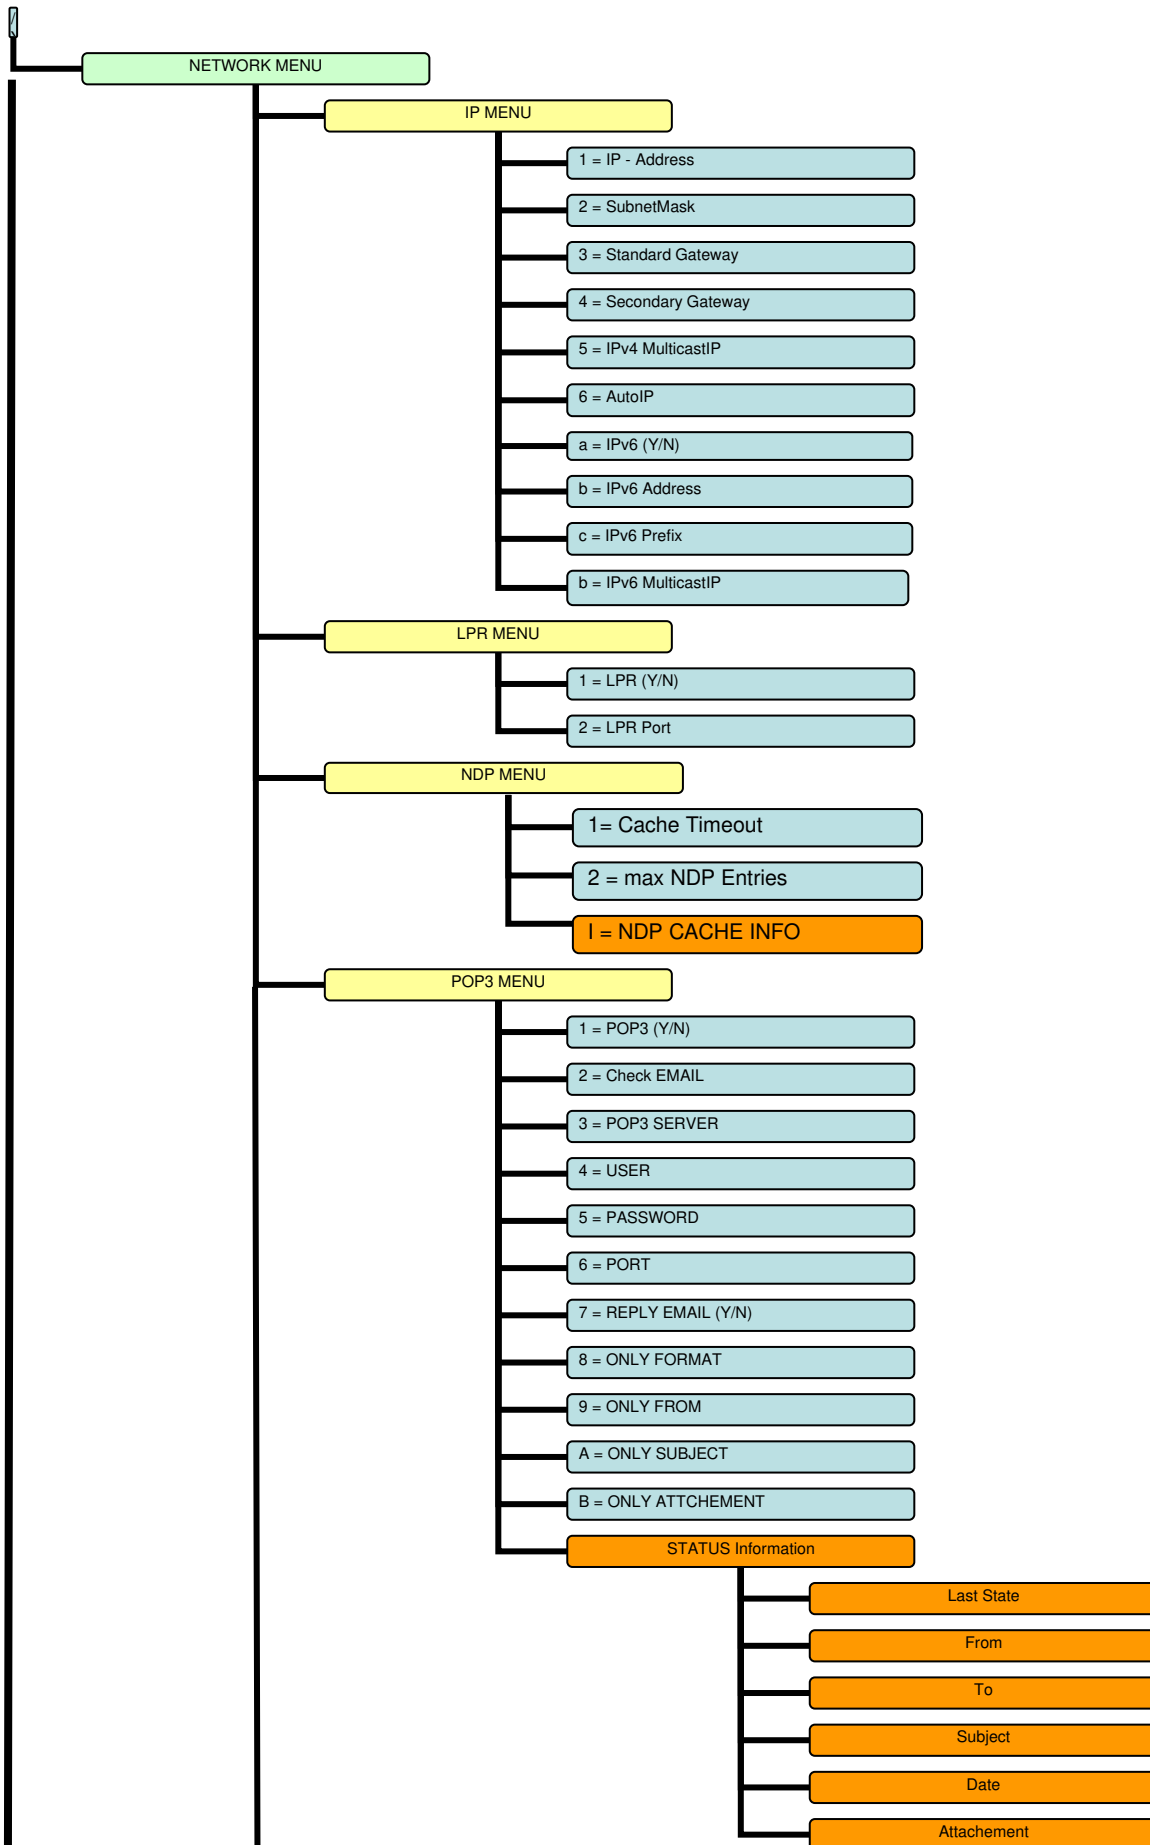 NETWORK MENU
IP MENU
1 = IP - Address
2 = SubnetMask
3 = Standard Gateway
4 = Secondary Gateway
5 = IPv4 MulticastIP
6 = AutoIP
a = IPv6 (Y/N)
b = IPv6 Address
c = IPv6 Prefix
b = IPv6 MulticastIP
LPR MENU
1 = LPR (Y/N)
2 = LPR Port
NDP MENU
1= Cache Timeout
2 = max NDP Entries
I = NDP CACHE INFO
POP3 MENU
1 = POP3 (Y/N)
2 = Check EMAIL
3 = POP3 SERVER
4 = USER
5 = PASSWORD
6 = PORT
7 = REPLY EMAIL (Y/N)
8 = ONLY FORMAT
9 = ONLY FROM
A = ONLY SUBJECT
B = ONLY ATTCHEMENT
STATUS Information
Last State
From
To
Subject
Date
Attachement